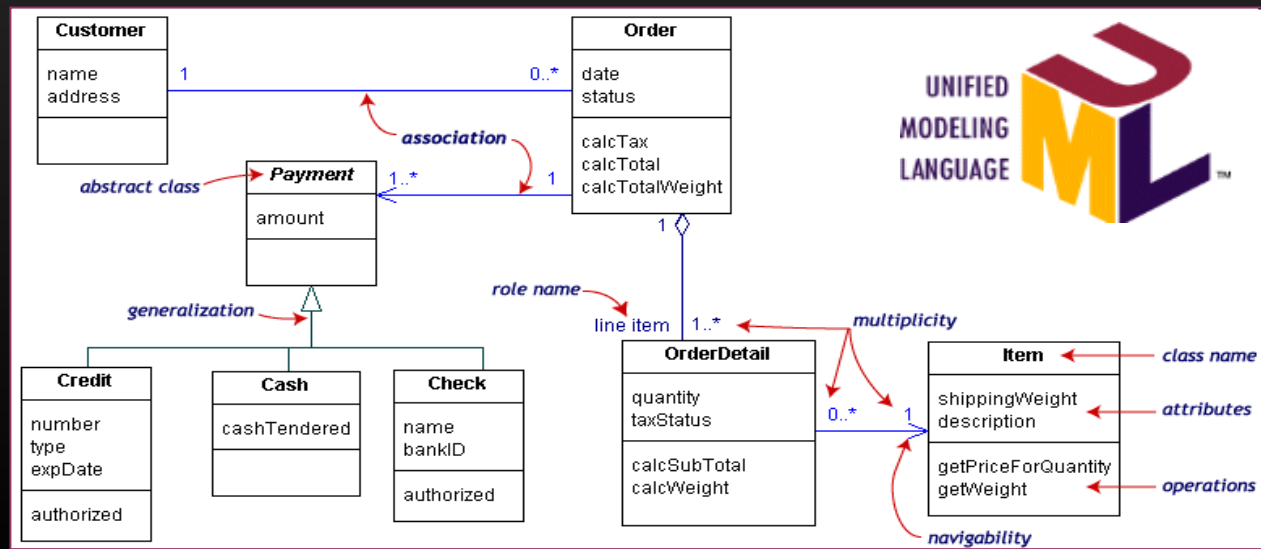 Customer
name
address
1
0..*
association
Order
date
status
calcTax
calcTotal
calcTotalWeight
UNIFIED
MODELING
LANGUAGE
UML
TM
abstract class
Payment
amount
1..*
1
generalization
1
role name
line item
1..*
multiplicity
Credit
number
type
expDate
authorized
Cash
cashTendered
Check
name
bankID
authorized
OrderDetail
quantity
taxStatus
calcSubTotal
calcWeight
0..*
1
Item
shippingWeight
description
getPriceForQuantity
getWeight
class name
attributes
operations
navigability